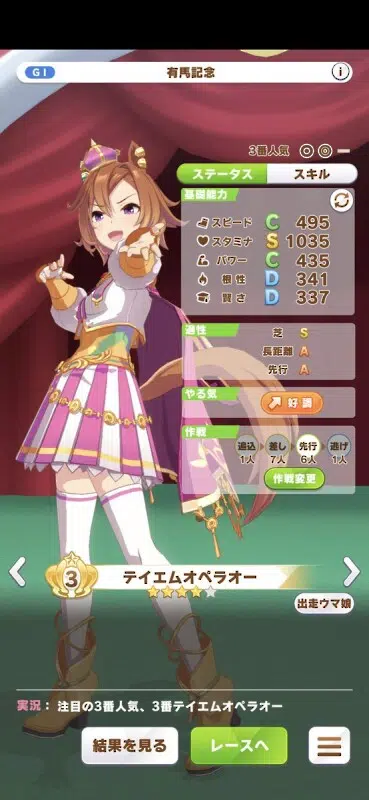 GI 有馬記念 i
3番人気 ◎ ◎ ー
ステータス スキル
基礎能力
スピード C 495
スタミナ S 1035
パワー C 435
根性 D 341
賢さ D 337
適性
芝 S
長距離 A
先行 A
やる気
好調
作戦
追込 差し 先行 逃げ
1人 7人 6人 1人
作戦変更
3 テイエムオペラオー
出走ウマ娘
実況： 注目の3番人気、3番テイエムオペラオー
結果を見る レースへ